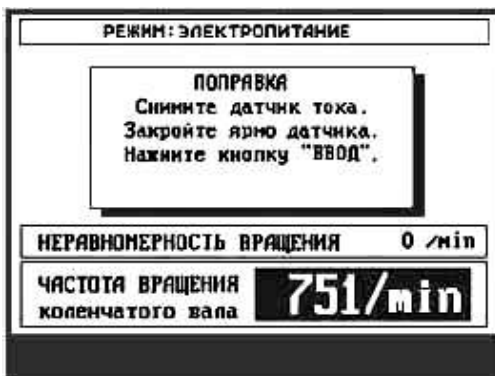 РЕЖИМ: ЭЛЕКТРОПИТАНИЕ
ПОПРАВКА
Снимите датчик тока.
Закройте ярмо датчика.
Нажмите кнопку "ВВОД".
НЕРАВНОМЕРНОСТЬ ВРАЩЕНИЯ 0 /min
ЧАСТОТА ВРАЩЕНИЯ
коленчатого вала 751/min